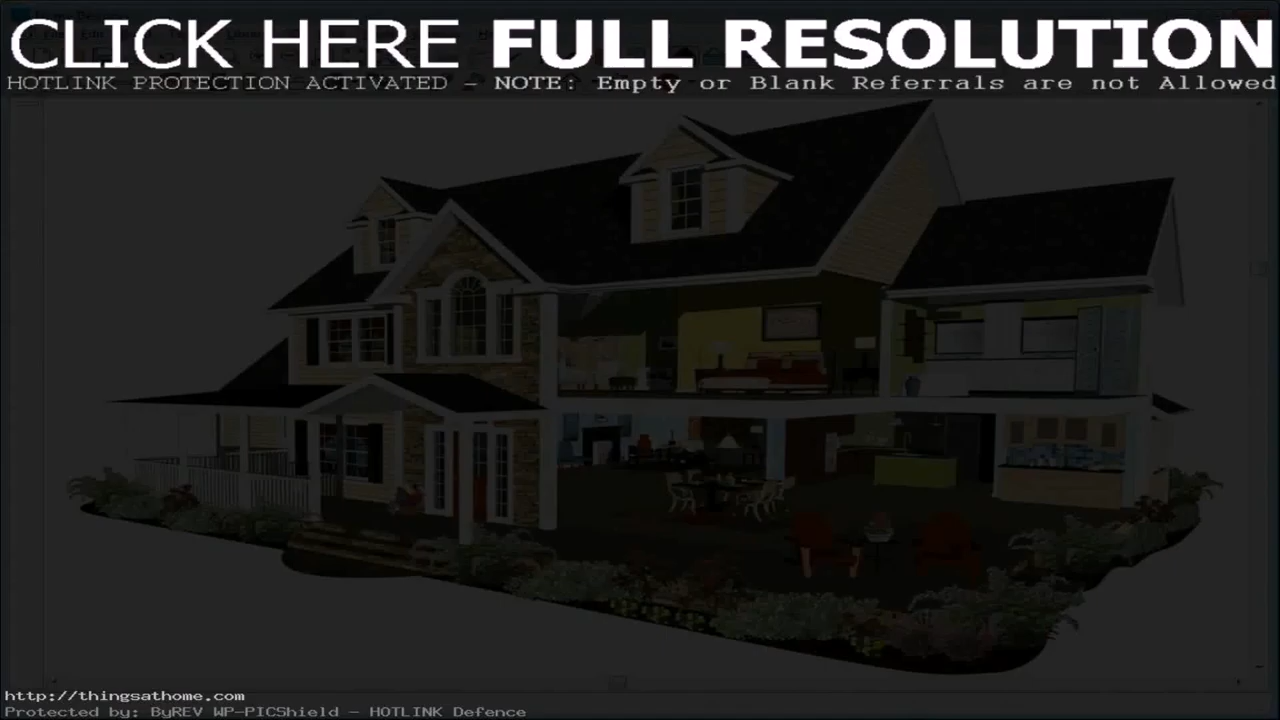 CLICK HERE FULL RESOLUTION
HOTLINK PROTECTION ACTIVATED - NOTE: Empty or Blank Referrals are not Allowed
http://thingsathome.com
Protected by: ByREV WP-PICShield - HOTLINK Defence